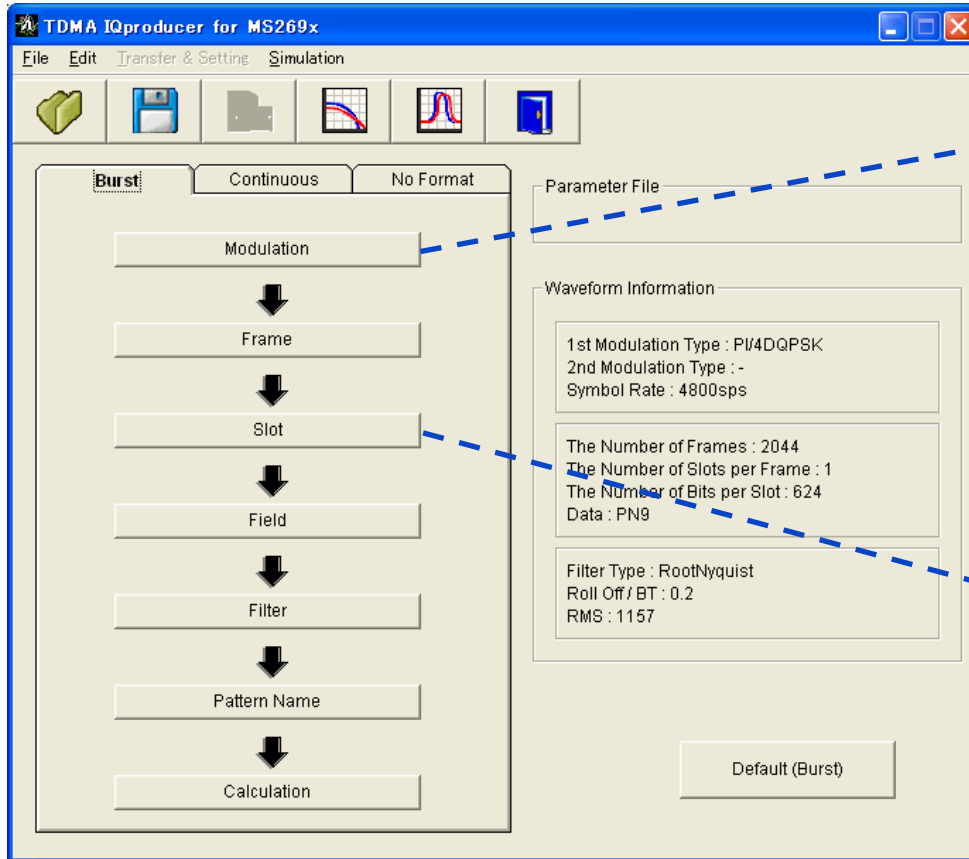 TDMA IQproducer for MS269x
File Edit Transfer & Setting Simulation
Burst Continuous No Format
Modulation
Frame
Slot
Field
Filter
Pattern Name
Calculation
Parameter File
Waveform Information
1st Modulation Type : PI/4DQPSK
2nd Modulation Type : -
Symbol Rate : 4800sps
The Number of Frames : 2044
The Number of Slots per Frame : 1
The Number of Bits per Slot : 624
Data : PN9
Filter Type : RootNyquist
Roll Off / BT : 0.2
RMS : 1157
Default (Burst)